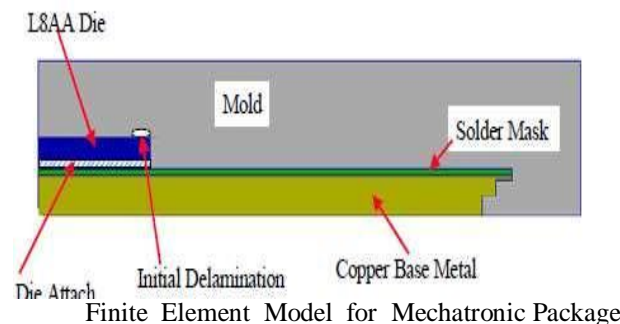 L8AA Die
Mold
Solder Mask
Die Attach
Initial Delamination
Copper Base Metal
Finite Element Model for Mechatronic Package